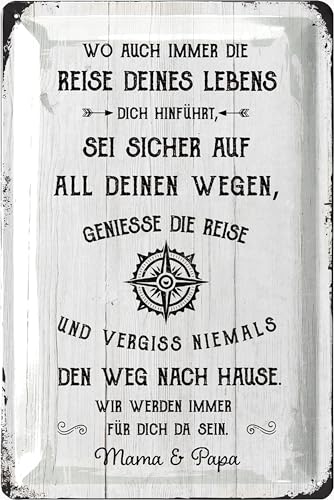 WO AUCH IMMER DIE
REISE DEINES LEBENS
DICH HINFÜHRT,
SEI SICHER AUF
ALL DEINEN WEGEN,
GENIESSE DIE REISE
UND VERGISS NIEMALS
DEN WEG NACH HAUSE.
WIR WERDEN IMMER
FÜR DICH DA SEIN.
Mama & Papa